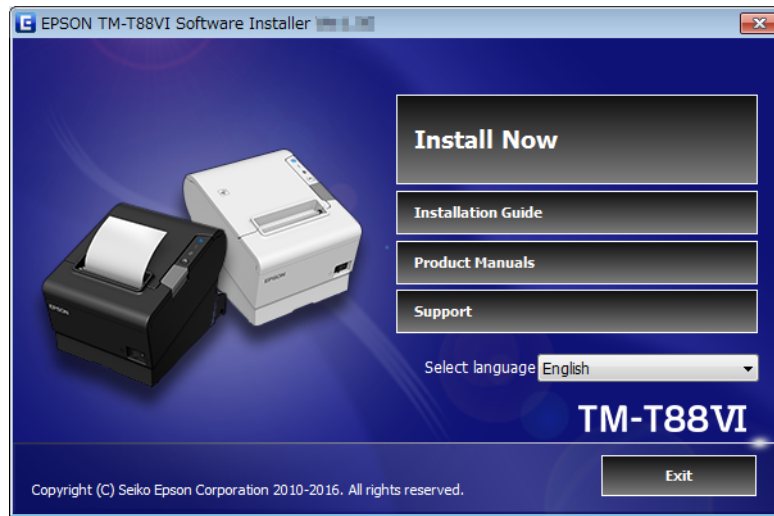 EPSON TM-T88VI Software Installer
Install Now
Installation Guide
Product Manuals
Support
Select language English
EPSON
EPSON
TM-T88VI
Exit
Copyright (C) Seiko Epson Corporation 2010-2016. All rights reserved.